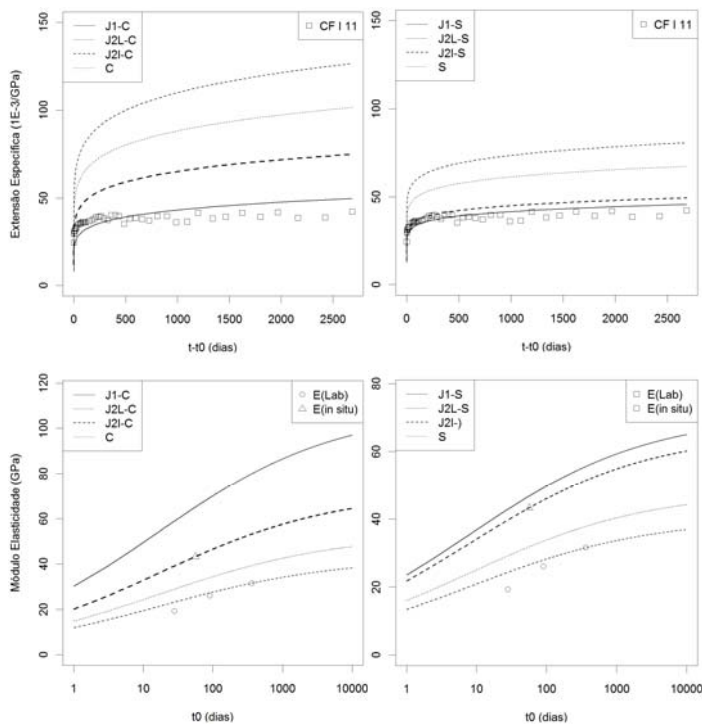 J1-C
J2L-C
J2I-C
C
CF I 11
Extensão Específica (1E-3/GPa)
150
100
50
0
0 500 1000 1500 2000 2500
t-t0 (dias)
J1-S
J2L-S
J2I-S
S
CF I 11
150
100
50
0
0 500 1000 1500 2000 2500
t-t0 (dias)
J1-C
J2L-C
J2I-C
C
E(Lab)
E(in situ)
Módulo Elasticidade (GPa)
120
100
80
60
40
20
0
1 10 100 1000 10000
t0 (dias)
J1-S
J2L-S
J2I-)
S
E(Lab)
E(in situ)
80
60
40
20
0
1 10 100 1000 10000
t0 (dias)